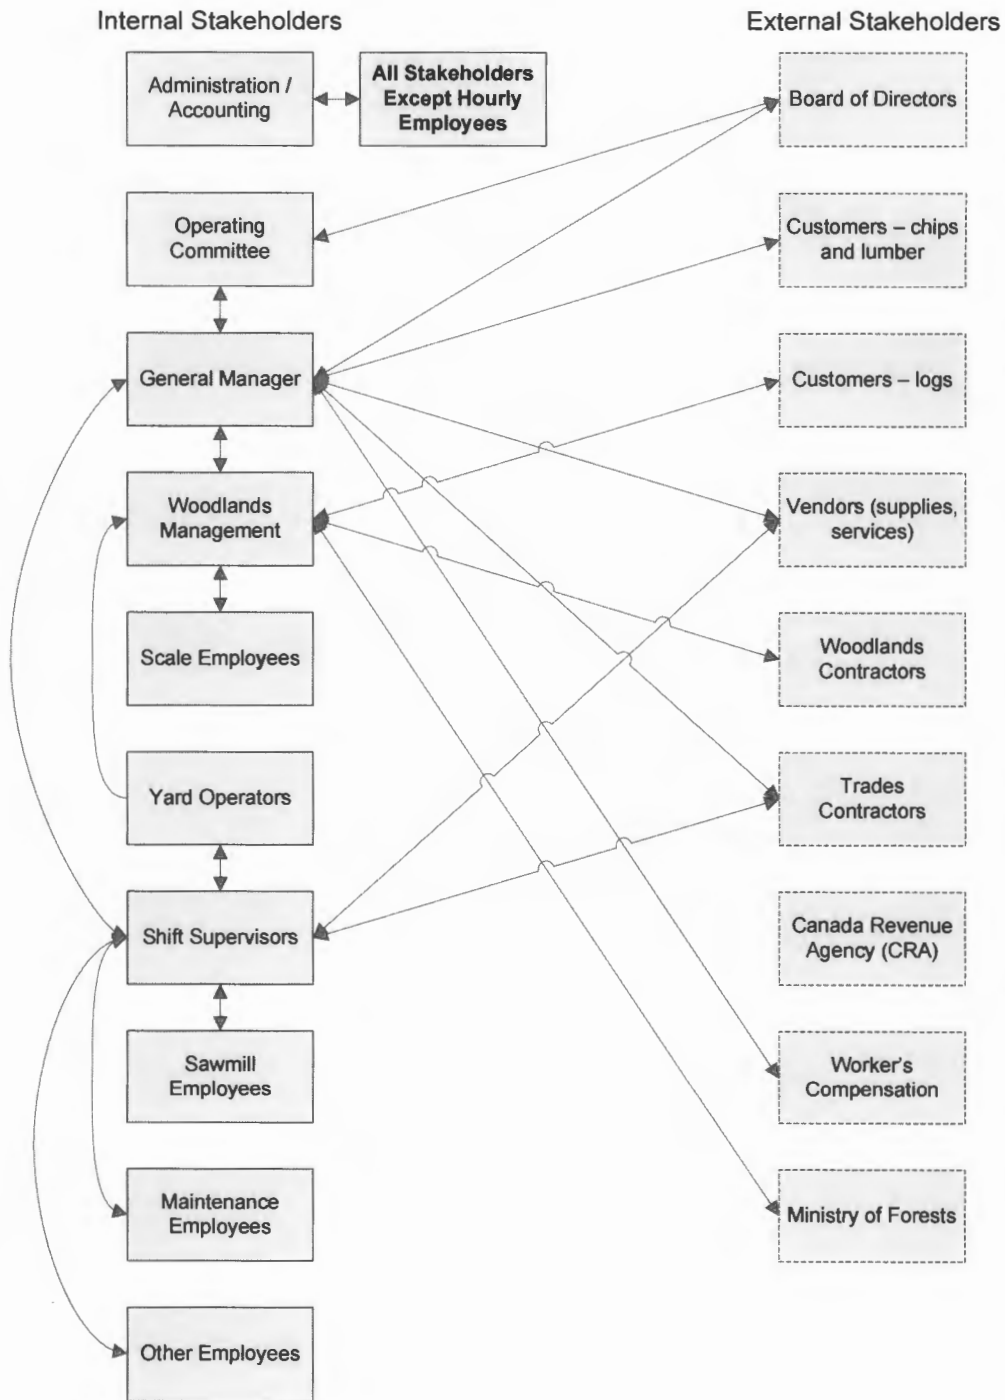 Internal Stakeholders
External Stakeholders
Administration /
Accounting
All Stakeholders
Except Hourly
Employees
Board of Directors
Operating
Committee
Customers – chips
and lumber
General Manager
Customers – logs
Woodlands
Management
Vendors (supplies,
services)
Scale Employees
Woodlands
Contractors
Yard Operators
Trades
Contractors
Shift Supervisors
Canada Revenue
Agency (CRA)
Sawmill
Employees
Worker's
Compensation
Maintenance
Employees
Ministry of Forests
Other Employees